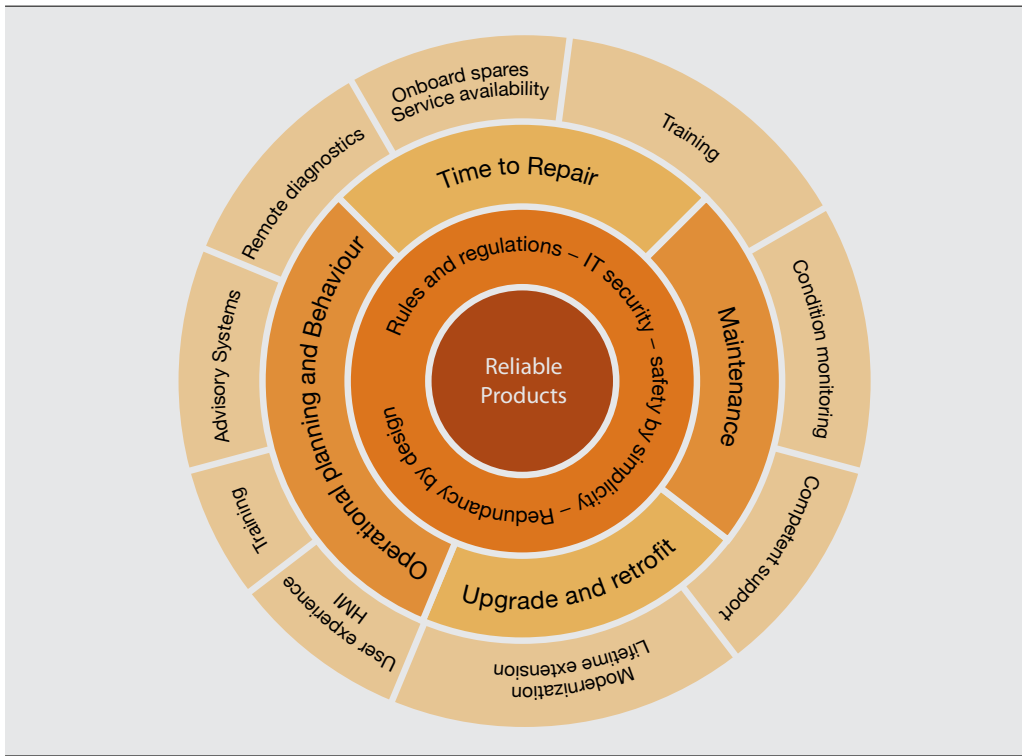 Onboard spares
Service availability
Training
Condition monitoring
Competent support
Modernization
Lifetime extension
User experience
HMI
Training
Advisory Systems
Remote diagnostics
Time to Repair
Maintenance
Upgrade and retrofit
Operational planning and Behaviour
Rules and regulations – IT security – safety by simplicity – Redundancy by design
Reliable
Products